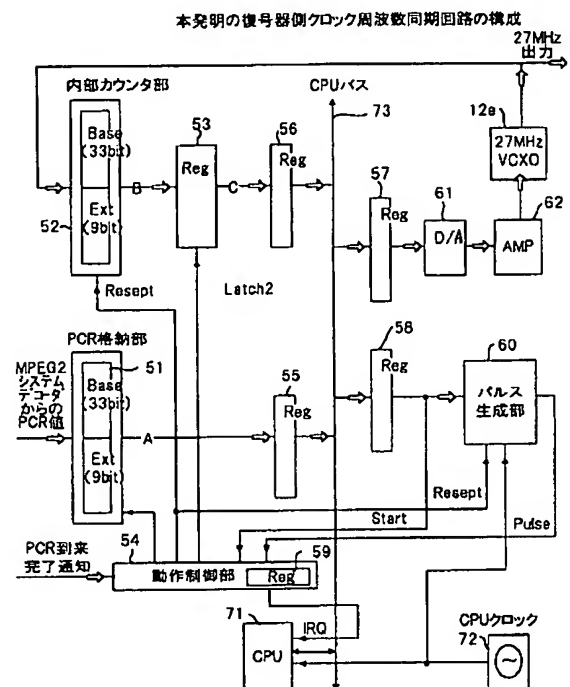 本発明の復号器側クロック周波数同期回路の構成
27MHz
出力
内部カウンタ部
CPUバス
73
12a
53
56
Base
(33bit)
Reg
Reg
27MHz
VCXO
57
B
C
Reg
61
62
Ext
(9bit)
52
D/A
AMP
Resept
Latch2
58
60
PCR格納部
Reg
MPEG2
システム
デコータ
からの
PCR値
51
Base
(33bit)
55
Reg
パルス
生成部
A
Ext
(9bit)
Resept
Start
Pulse
PCR到来
完了通知
54
59
動作制御部
Reg
CPUクロック
71
IRQ
72
CPU
~